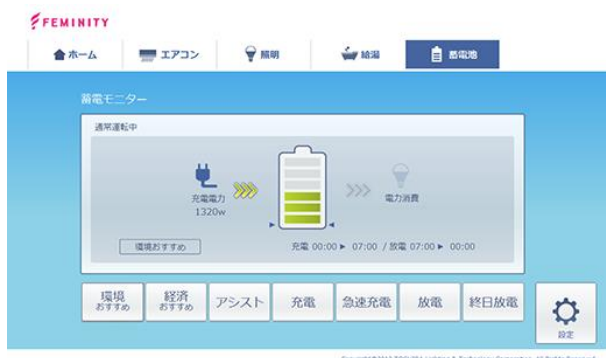 FEMINITY
ホーム エアコン 照明 給湯 蓄電池
蓄電モニター
通常運転中
充電電力
1320w
電力消費
環境おすすめ
充電 00:00 ▶ 07:00 / 放電 07:00 ▶ 00:00
環境
おすすめ
経済
おすすめ
アシスト
充電
急速充電
放電
終日放電
設定